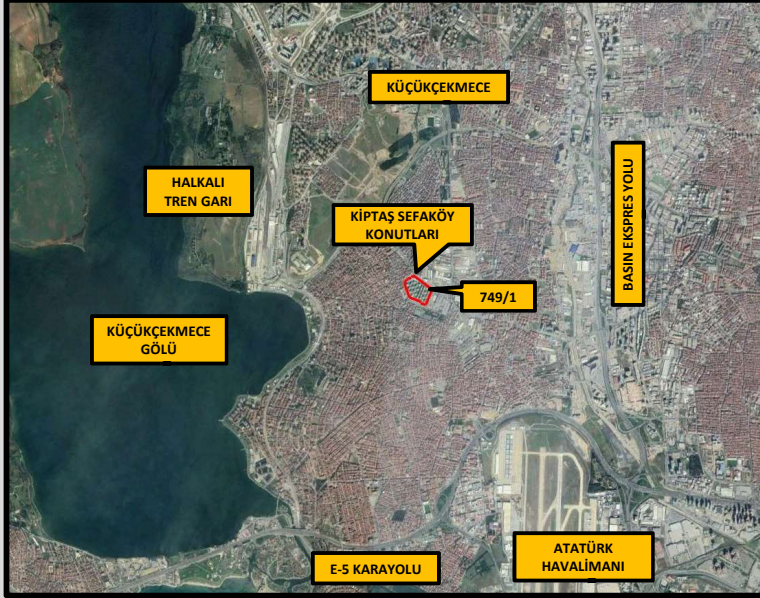 KÜÇÜKÇEKMECE
HALKALI
TREN GARI
BASIN EKSPRES YOLU
KİPTAŞ SEFAKÖY
KONUTLARI
749/1
KÜÇÜKÇEKMECE
GÖLÜ
E-5 KARAYOLU
ATATÜRK
HAVALİMANI